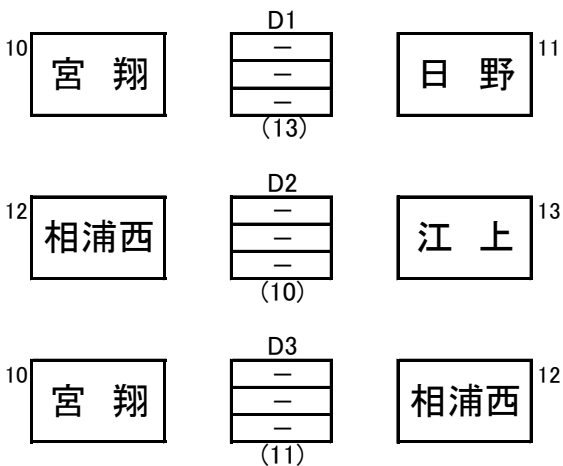 D1
10 宮 翔 － 日 野 11
－
－
(13)
D2
12 相浦西 － 江 上 13
－
－
(10)
D3
10 宮 翔 － 相浦西 12
－
－
(11)